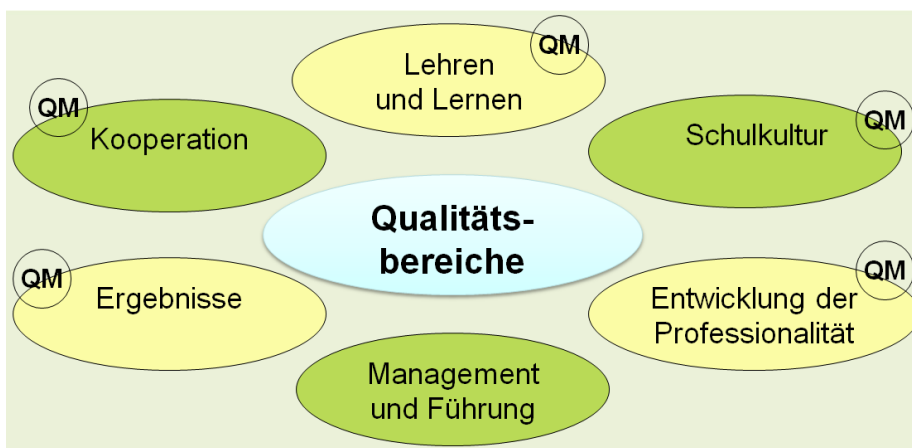 QM
Lehren
und Lernen
QM
Kooperation
QM
Schulkultur
Qualitäts-
bereiche
QM
Ergebnisse
QM
Entwicklung der
Professionalität
Management
und Führung